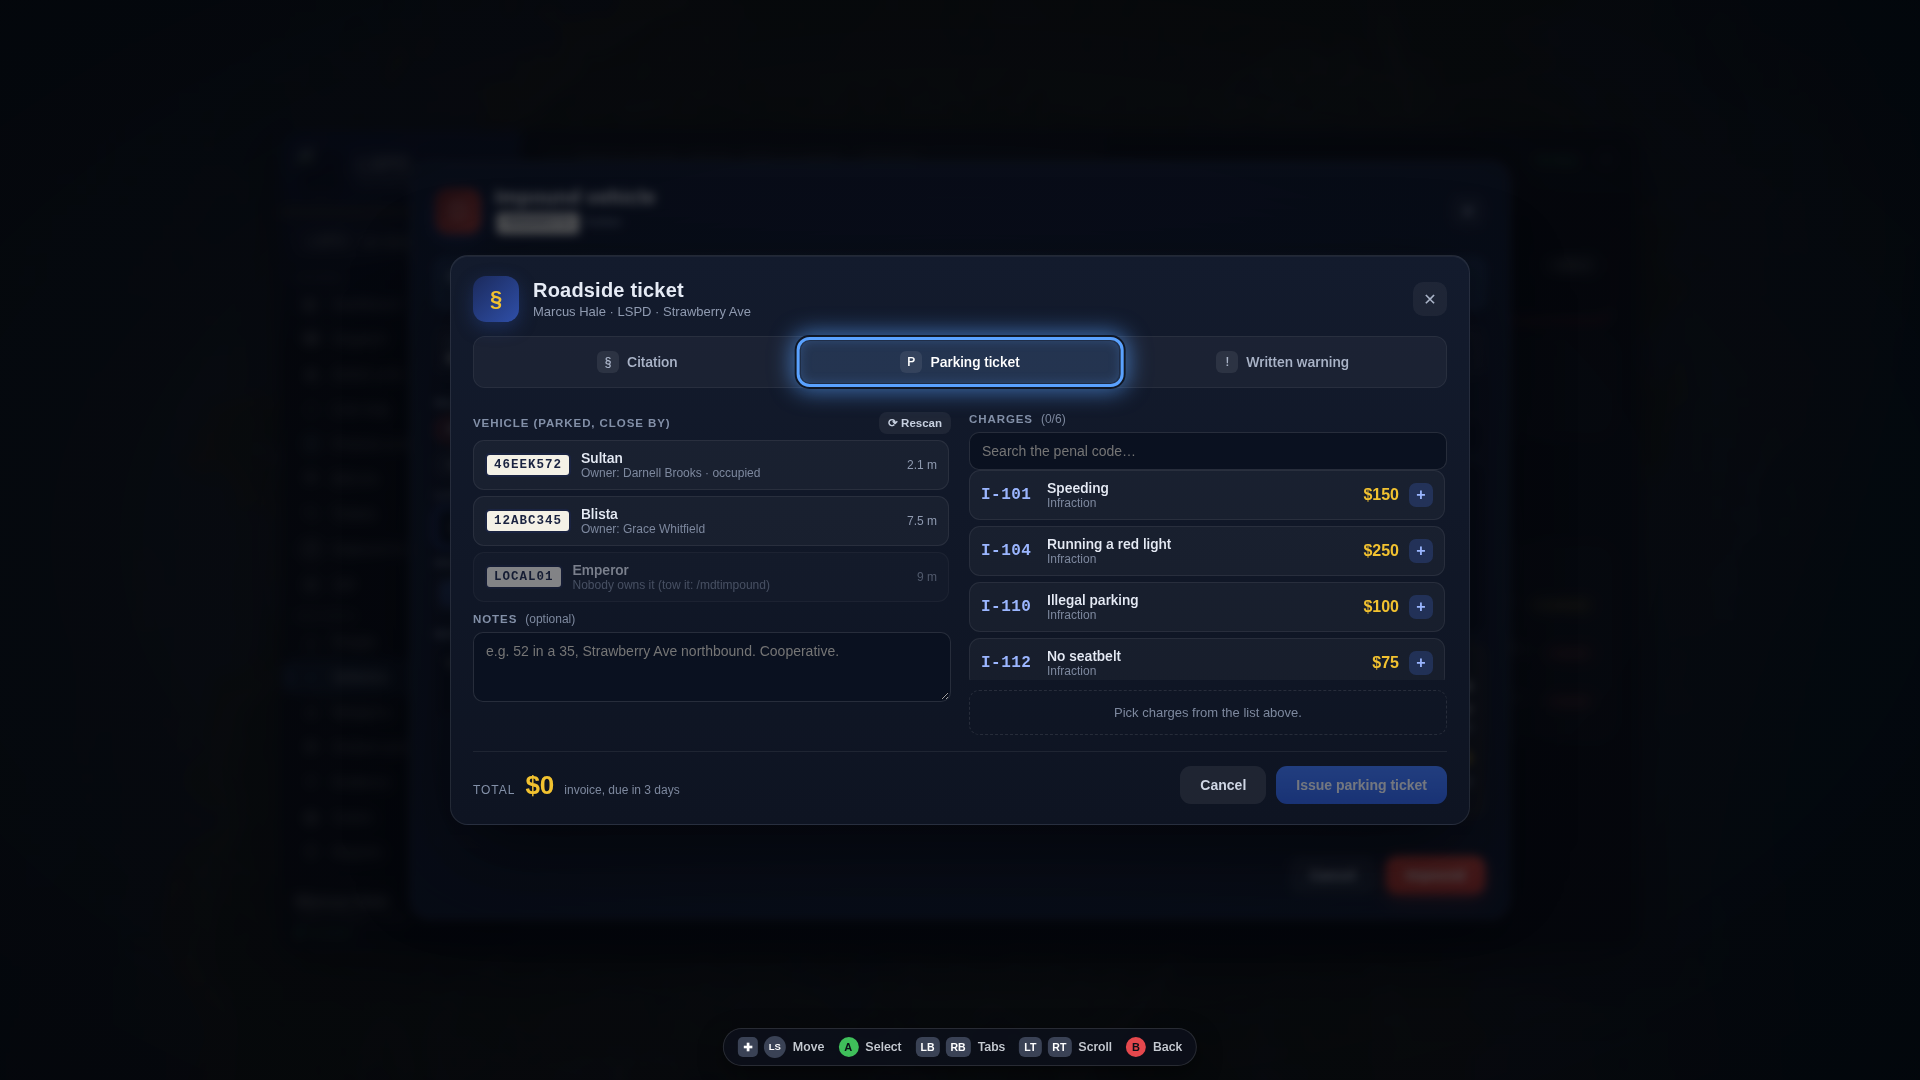 Impound vehicle
§
Roadside ticket
Marcus Hale · LSPD · Strawberry Ave
✕
§ Citation
P Parking ticket
! Written warning
VEHICLE (PARKED, CLOSE BY)
⟳ Rescan
46EEK572
Sultan
Owner: Darnell Brooks · occupied
2.1 m
12ABC345
Blista
Owner: Grace Whitfield
7.5 m
LOCAL01
Emperor
Nobody owns it (tow it: /mdtimpound)
9 m
NOTES (optional)
e.g. 52 in a 35, Strawberry Ave northbound. Cooperative.
CHARGES (0/6)
Search the penal code…
I-101
Speeding
Infraction
$150 +
I-104
Running a red light
Infraction
$250 +
I-110
Illegal parking
Infraction
$100 +
I-112
No seatbelt
Infraction
$75 +
Pick charges from the list above.
TOTAL $0 invoice, due in 3 days
Cancel
Issue parking ticket
LS Move A Select LB RB Tabs LT RT Scroll B Back